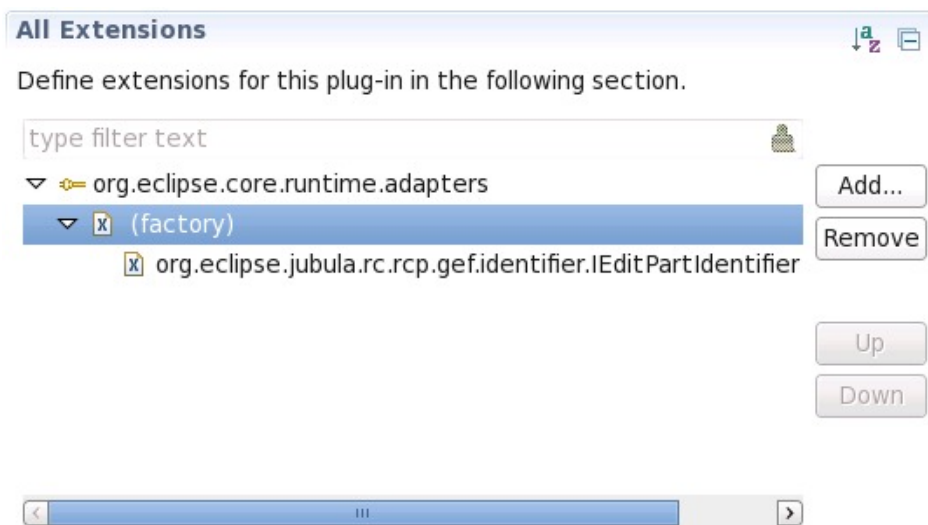 All Extensions
Define extensions for this plug-in in the following section.
type filter text
org.eclipse.core.runtime.adapters
Add...
(factory)
Remove
org.eclipse.jubula.rc.rcp.gef.identifier.IEditPartIdentifier
Up
Down